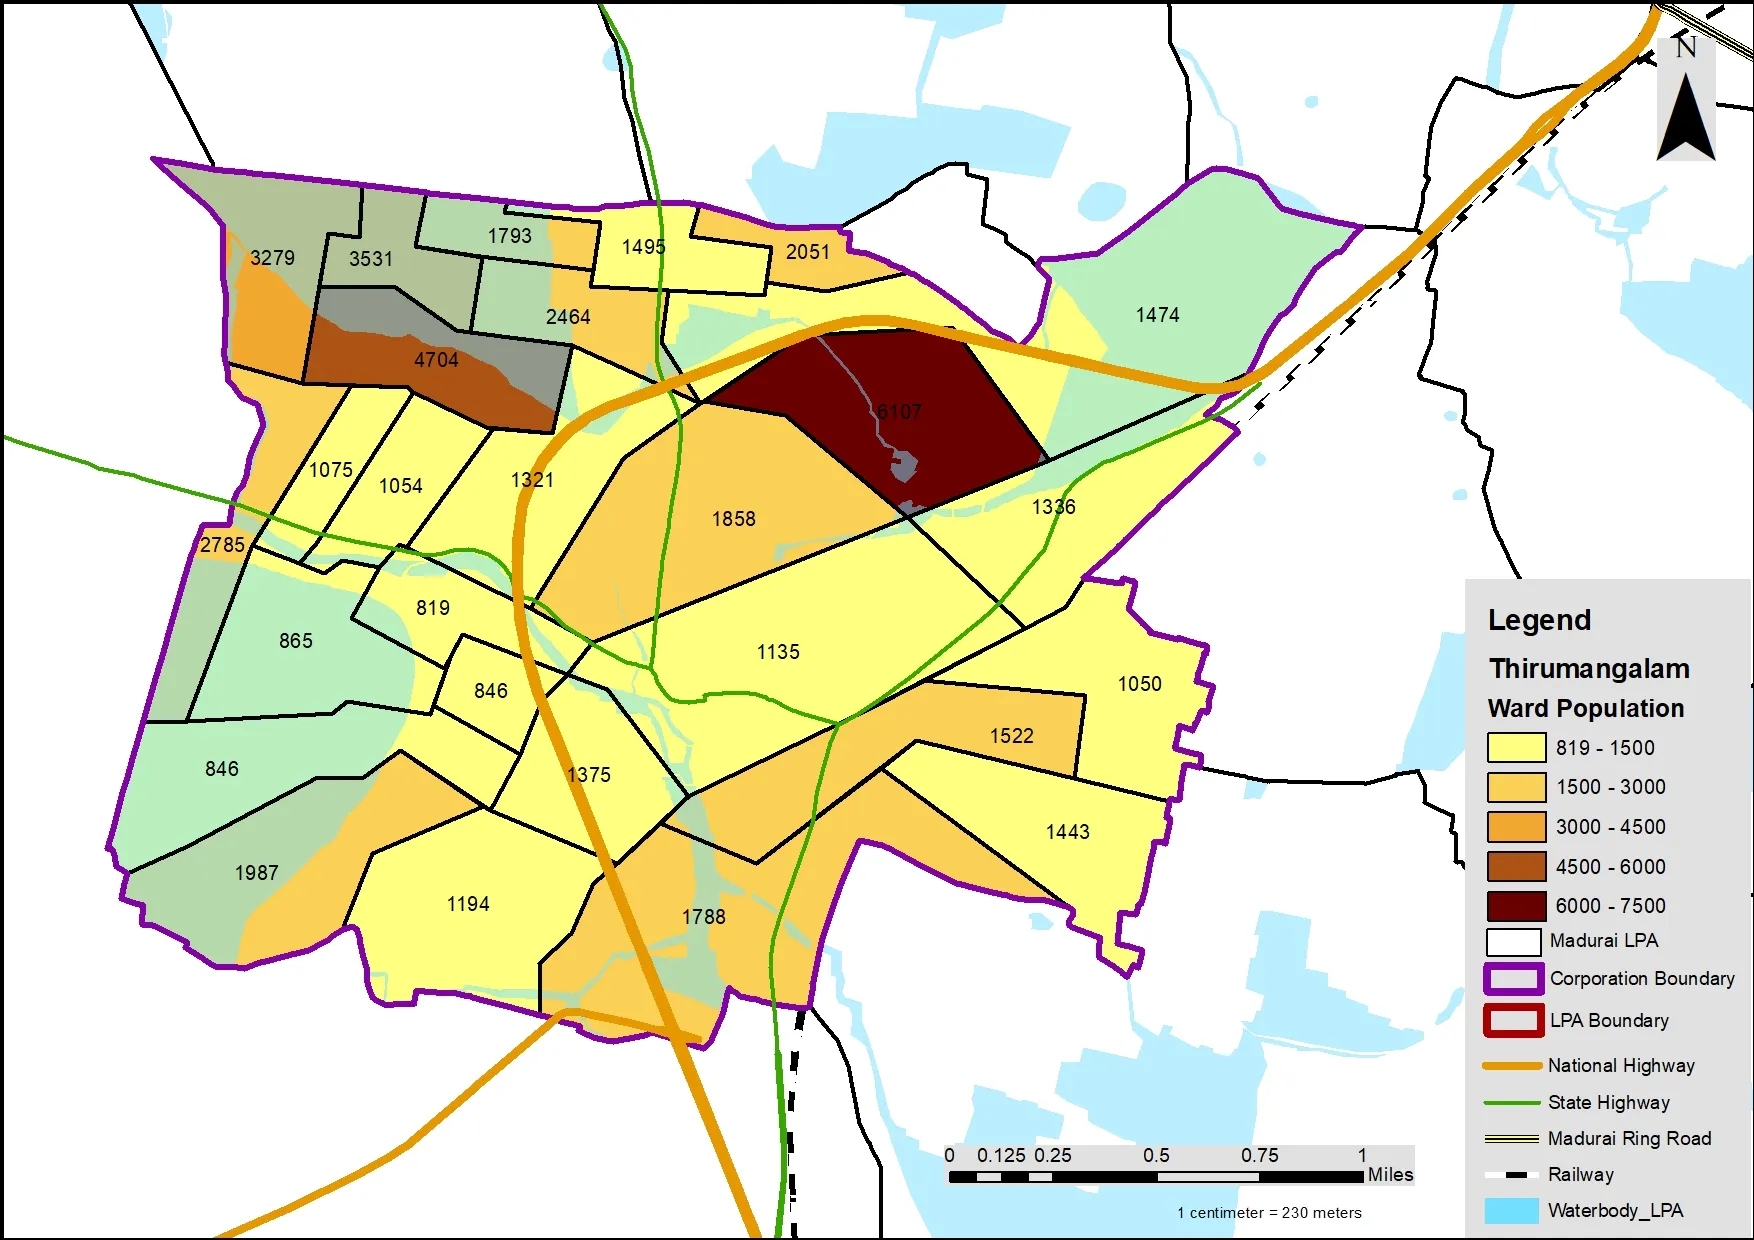 N
1793
1495
2051
3279
3531
2464
1474
4704
6107
1075
1054
1321
1858
1336
2785
819
865
1135
846
1050
1522
846
1375
1443
1987
1194
1788
Legend
Thirumangalam
Ward Population
819 - 1500
1500 - 3000
3000 - 4500
4500 - 6000
6000 - 7500
Madurai LPA
Corporation Boundary
LPA Boundary
National Highway
State Highway
Madurai Ring Road
Railway
Waterbody_LPA
0 0.125 0.25 0.5 0.75 1
Miles
1 centimeter = 230 meters